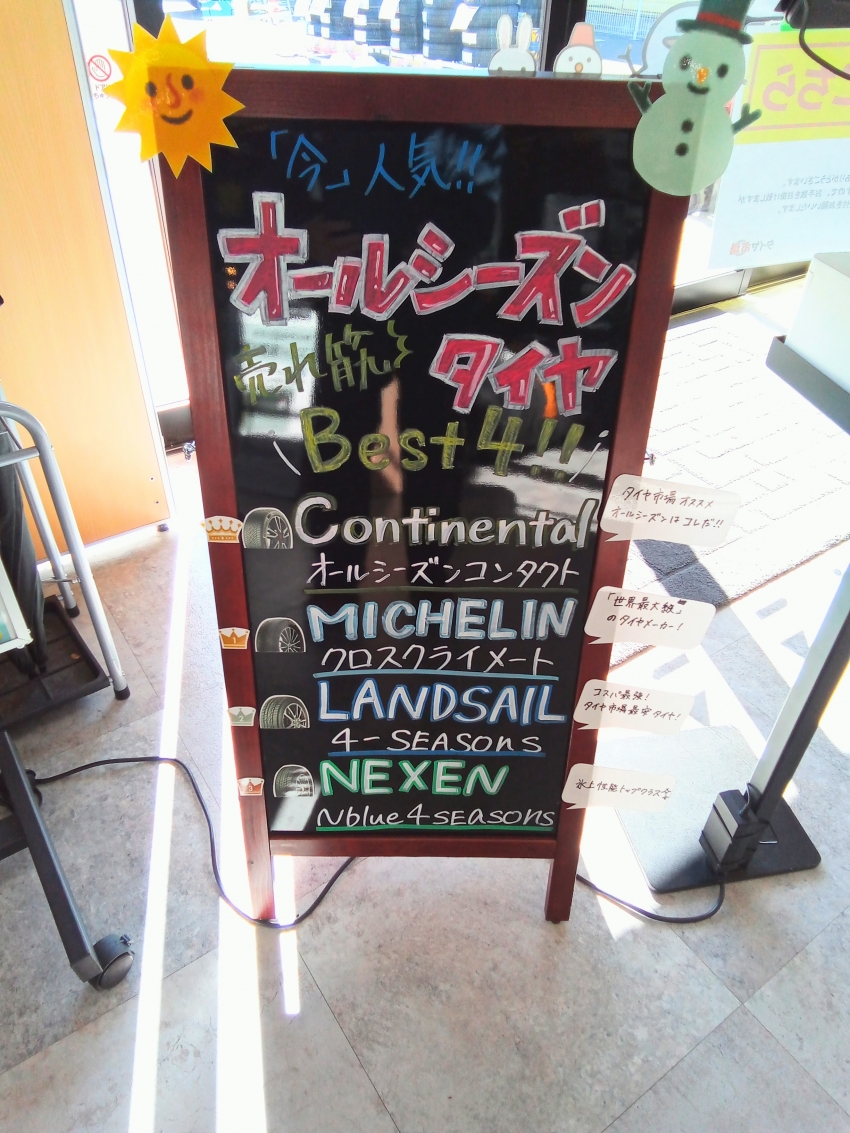 「今」人気!!
オールシーズン
売れ筋
タイヤ
Best4!!
Continental
オールシーズンコンタクト
タイヤ市場オススメ
オールシーズンはコレだ!!
MICHELIN
クロスクライメート
「世界最大数」
のタイヤメーカー!
LANDSAIL
4-SEASONS
コスパ最強!
タイヤ市場最安タイヤ!
NEXEN
Nblue4SEASONS
氷上性能トップクラス☆